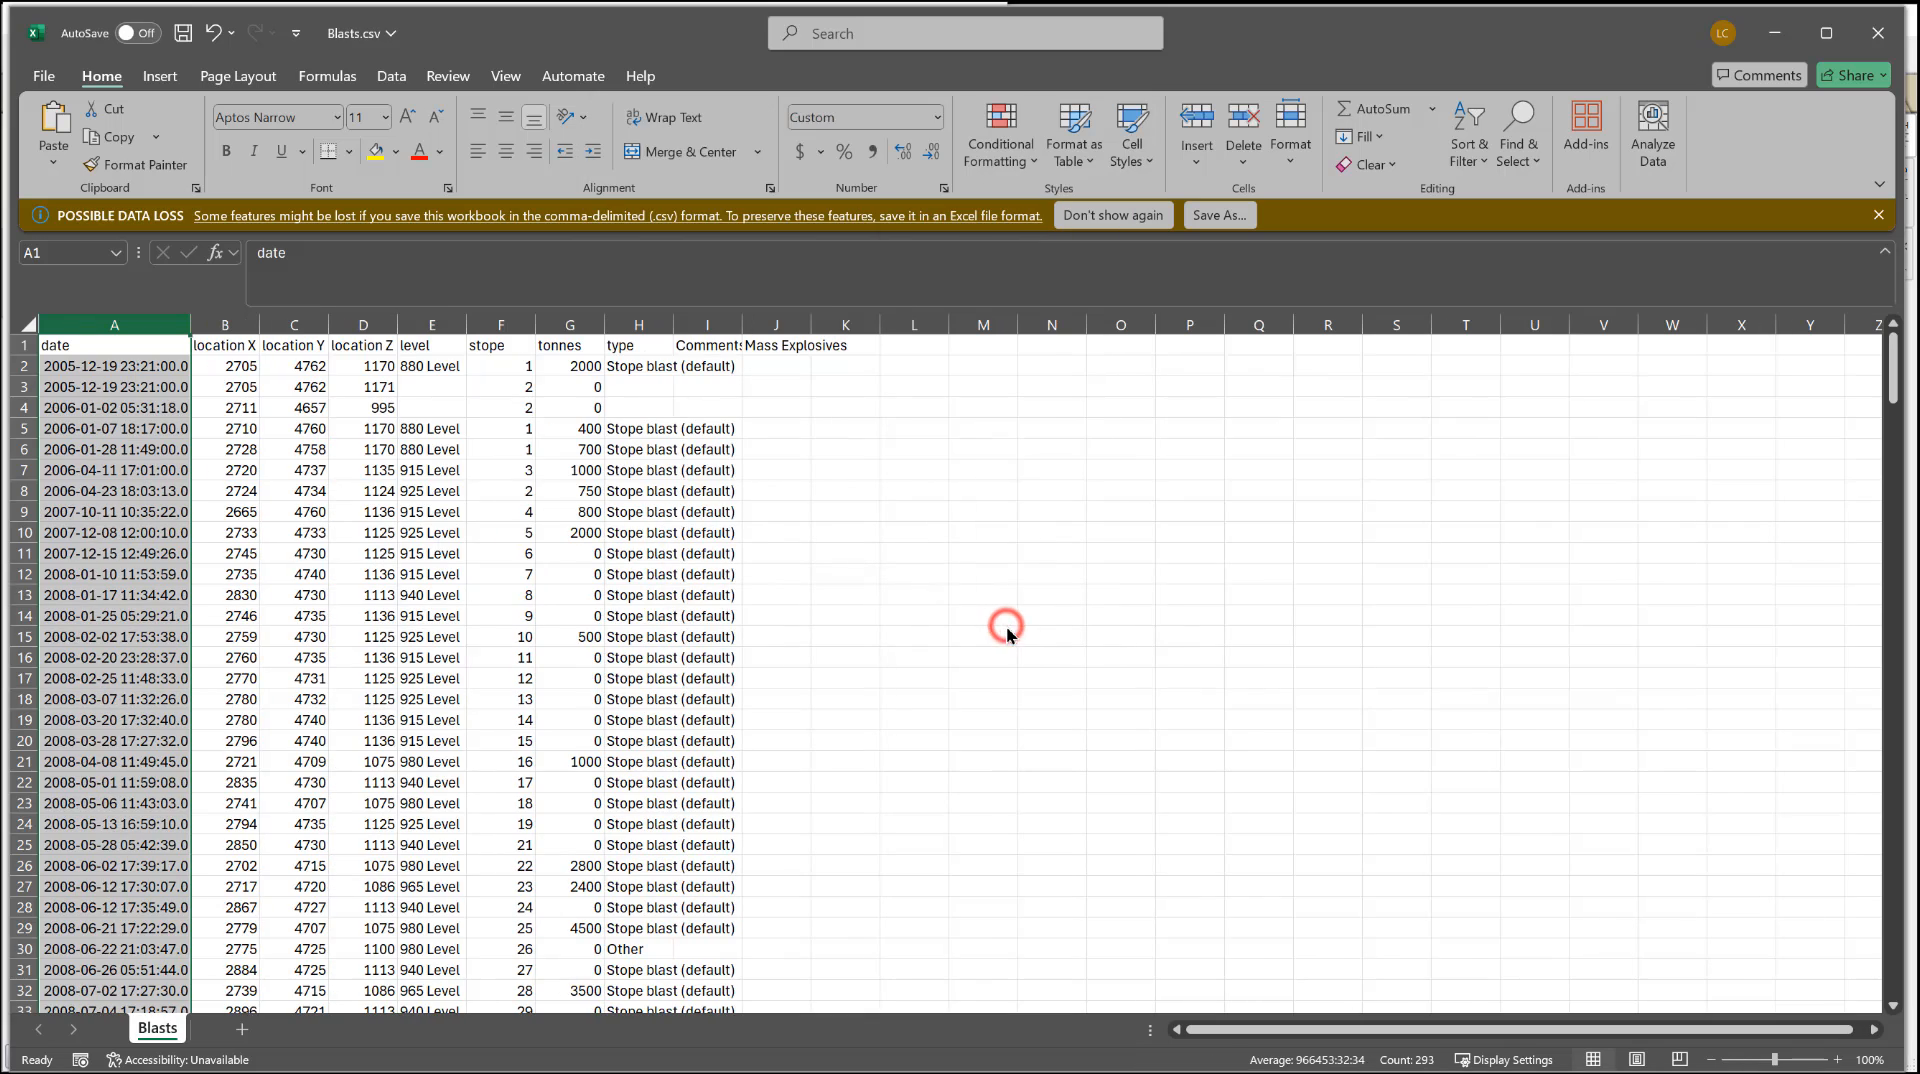 AutoSave Off Blasts.csv Search LC
File Home Insert Page Layout Formulas Data Review View Automate Help Comments Share
Paste Cut Copy Format Painter Clipboard
Aptos Narrow 11 B I U A Font
Wrap Text Merge & Center Alignment
Custom $ % Number
Conditional Formatting Format as Table Cell Styles Styles
Insert Delete Format Cells
AutoSum Fill Clear Sort & Filter Find & Select Editing
Add-ins Add-ins
Analyze Data
POSSIBLE DATA LOSS Some features might be lost if you save this workbook in the comma-delimited (.csv) format. To preserve these features, save it in an Excel file format. Don't show again Save As...
A1 fx date
A B C D E F G H I J K L M N O P Q R S T U V W X Y Z
1 date location X location Y location Z level stope tonnes type Comments Mass Explosives
2 2005-12-19 23:21:00.0 2705 4762 1170 880 Level 1 2000 Stope blast (default)
3 2005-12-19 23:21:00.0 2705 4762 1171 2 0
4 2006-01-02 05:31:18.0 2711 4657 995 2 0
5 2006-01-07 18:17:00.0 2710 4760 1170 880 Level 1 400 Stope blast (default)
6 2006-01-28 11:49:00.0 2728 4758 1170 880 Level 1 700 Stope blast (default)
7 2006-04-11 17:01:00.0 2720 4737 1135 915 Level 3 1000 Stope blast (default)
8 2006-04-23 18:03:13.0 2724 4734 1124 925 Level 2 750 Stope blast (default)
9 2007-10-11 10:35:22.0 2665 4760 1136 915 Level 4 800 Stope blast (default)
10 2007-12-08 12:00:10.0 2733 4733 1125 925 Level 5 2000 Stope blast (default)
11 2007-12-15 12:49:26.0 2745 4730 1125 915 Level 6 0 Stope blast (default)
12 2008-01-10 11:53:59.0 2735 4740 1136 915 Level 7 0 Stope blast (default)
13 2008-01-17 11:34:42.0 2830 4730 1113 940 Level 8 0 Stope blast (default)
14 2008-01-25 05:29:21.0 2746 4735 1136 915 Level 9 0 Stope blast (default)
15 2008-02-02 17:53:38.0 2759 4730 1125 925 Level 10 500 Stope blast (default)
16 2008-02-20 23:28:37.0 2760 4735 1136 915 Level 11 0 Stope blast (default)
17 2008-02-25 11:48:33.0 2770 4731 1125 925 Level 12 0 Stope blast (default)
18 2008-03-07 11:32:26.0 2780 4732 1125 925 Level 13 0 Stope blast (default)
19 2008-03-20 17:32:40.0 2780 4740 1136 915 Level 14 0 Stope blast (default)
20 2008-03-28 17:27:32.0 2796 4740 1136 915 Level 15 0 Stope blast (default)
21 2008-04-08 11:49:45.0 2721 4709 1075 980 Level 16 1000 Stope blast (default)
22 2008-05-01 11:59:08.0 2835 4730 1113 940 Level 17 0 Stope blast (default)
23 2008-05-06 11:43:03.0 2741 4707 1075 980 Level 18 0 Stope blast (default)
24 2008-05-13 16:59:10.0 2794 4735 1125 925 Level 19 0 Stope blast (default)
25 2008-05-28 05:42:39.0 2850 4730 1113 940 Level 21 0 Stope blast (default)
26 2008-06-02 17:39:17.0 2702 4715 1075 980 Level 22 2800 Stope blast (default)
27 2008-06-12 17:30:07.0 2717 4720 1086 965 Level 23 2400 Stope blast (default)
28 2008-06-12 17:35:49.0 2867 4727 1113 940 Level 24 0 Stope blast (default)
29 2008-06-21 17:22:29.0 2779 4707 1075 980 Level 25 4500 Stope blast (default)
30 2008-06-22 21:03:47.0 2775 4725 1100 980 Level 26 0 Other
31 2008-06-26 05:51:44.0 2884 4725 1113 940 Level 27 0 Stope blast (default)
32 2008-07-02 17:27:30.0 2739 4715 1086 965 Level 28 3500 Stope blast (default)
33 2008-07-04 17:18:57.0 2896 4721 1113 940 Level 29 0 Stope blast (default)
Blasts
Ready Accessibility: Unavailable Average: 966453:32:34 Count: 293 Display Settings 100%